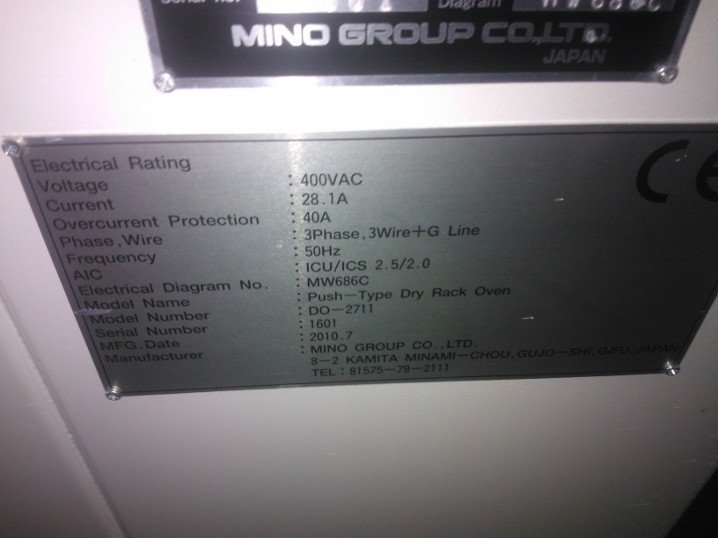 Serial no.
Diagram
MINO GROUP CO.,LTD.
JAPAN
CE
Electrical Rating
Voltage : 400VAC
Current : 28.1A
Overcurrent Protection : 40A
Phase,Wire : 3Phase,3Wire+G Line
Frequency : 50Hz
AIC : ICU/ICS 2.5/2.0
Electrical Diagram No. : MW686C
Model Name : Push-Type Dry Rack Oven
Model Number : DO-2711
Serial Number : 1601
MFG.Date : 2010.7
Manufacturer : MINO GROUP CO.,LTD.
8-2 KAMITA MINAMI-CHOU,GUJO-SHI,GIFU,JAPAN
TEL : 81575-79-2111